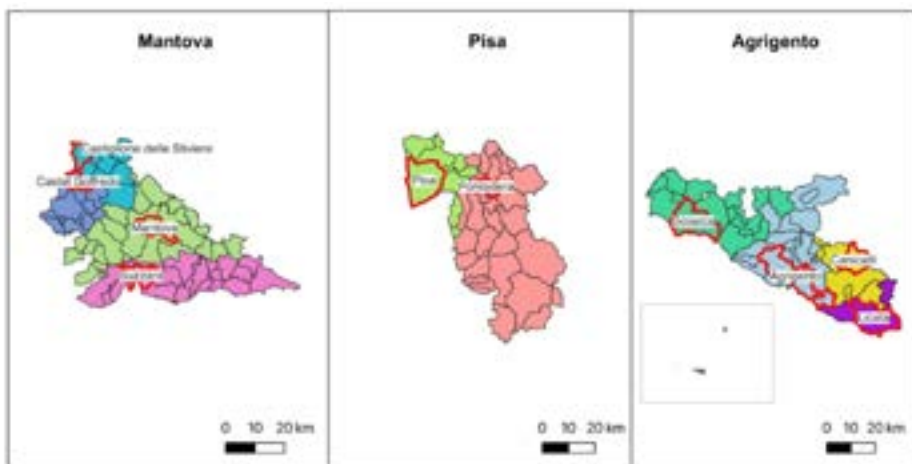 Mantova
Castiglione delle Stiviere
Castel Goffredo
Mantova
Suzzara
0 10 20 km
Pisa
Pisa
Pontedera
0 10 20 km
Agrigento
Sciacca
Canicattì
Agrigento
Licata
0 10 20 km